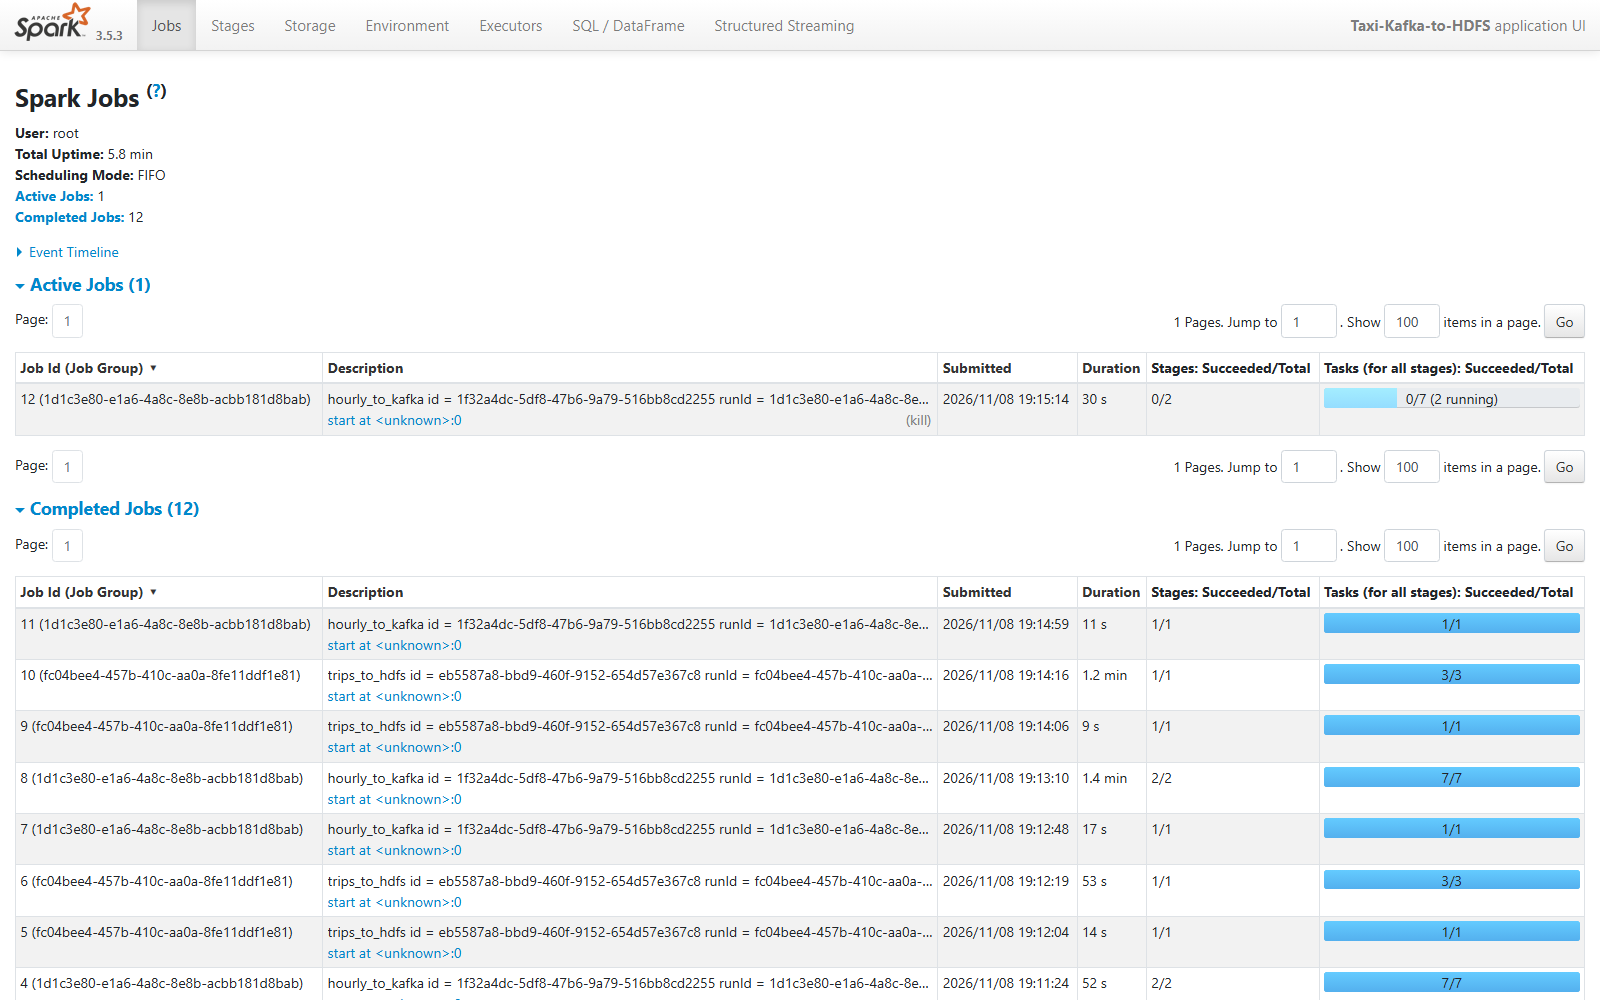 APACHE
Spark 3.5.3 Jobs Stages Storage Environment Executors SQL / DataFrame Structured Streaming Taxi-Kafka-to-HDFS application UI
Spark Jobs (?)
User: root
Total Uptime: 5.8 min
Scheduling Mode: FIFO
Active Jobs: 1
Completed Jobs: 12
Event Timeline
Active Jobs (1)
Page: 1 1 Pages. Jump to 1 . Show 100 items in a page. Go
Job Id (Job Group) ▾ Description Submitted Duration Stages: Succeeded/Total Tasks (for all stages): Succeeded/Total
12 (1d1c3e80-e1a6-4a8c-8e8b-acbb181d8bab) hourly_to_kafka id = 1f32a4dc-5df8-47b6-9a79-516bb8cd2255 runId = 1d1c3e80-e1a6-4a8c-8e... 2026/11/08 19:15:14 30 s 0/2 0/7 (2 running)
start at <unknown>:0 (kill)
Page: 1 1 Pages. Jump to 1 . Show 100 items in a page. Go
Completed Jobs (12)
Page: 1 1 Pages. Jump to 1 . Show 100 items in a page. Go
Job Id (Job Group) ▾ Description Submitted Duration Stages: Succeeded/Total Tasks (for all stages): Succeeded/Total
11 (1d1c3e80-e1a6-4a8c-8e8b-acbb181d8bab) hourly_to_kafka id = 1f32a4dc-5df8-47b6-9a79-516bb8cd2255 runId = 1d1c3e80-e1a6-4a8c-8e... 2026/11/08 19:14:59 11 s 1/1 1/1
start at <unknown>:0
10 (fc04bee4-457b-410c-aa0a-8fe11ddf1e81) trips_to_hdfs id = eb5587a8-bbd9-460f-9152-654d57e367c8 runId = fc04bee4-457b-410c-aa0a-... 2026/11/08 19:14:16 1.2 min 1/1 3/3
start at <unknown>:0
9 (fc04bee4-457b-410c-aa0a-8fe11ddf1e81) trips_to_hdfs id = eb5587a8-bbd9-460f-9152-654d57e367c8 runId = fc04bee4-457b-410c-aa0a-... 2026/11/08 19:14:06 9 s 1/1 1/1
start at <unknown>:0
8 (1d1c3e80-e1a6-4a8c-8e8b-acbb181d8bab) hourly_to_kafka id = 1f32a4dc-5df8-47b6-9a79-516bb8cd2255 runId = 1d1c3e80-e1a6-4a8c-8e... 2026/11/08 19:13:10 1.4 min 2/2 7/7
start at <unknown>:0
7 (1d1c3e80-e1a6-4a8c-8e8b-acbb181d8bab) hourly_to_kafka id = 1f32a4dc-5df8-47b6-9a79-516bb8cd2255 runId = 1d1c3e80-e1a6-4a8c-8e... 2026/11/08 19:12:48 17 s 1/1 1/1
start at <unknown>:0
6 (fc04bee4-457b-410c-aa0a-8fe11ddf1e81) trips_to_hdfs id = eb5587a8-bbd9-460f-9152-654d57e367c8 runId = fc04bee4-457b-410c-aa0a-... 2026/11/08 19:12:19 53 s 1/1 3/3
start at <unknown>:0
5 (fc04bee4-457b-410c-aa0a-8fe11ddf1e81) trips_to_hdfs id = eb5587a8-bbd9-460f-9152-654d57e367c8 runId = fc04bee4-457b-410c-aa0a-... 2026/11/08 19:12:04 14 s 1/1 1/1
start at <unknown>:0
4 (1d1c3e80-e1a6-4a8c-8e8b-acbb181d8bab) hourly_to_kafka id = 1f32a4dc-5df8-47b6-9a79-516bb8cd2255 runId = 1d1c3e80-e1a6-4a8c-8e... 2026/11/08 19:11:24 52 s 2/2 7/7